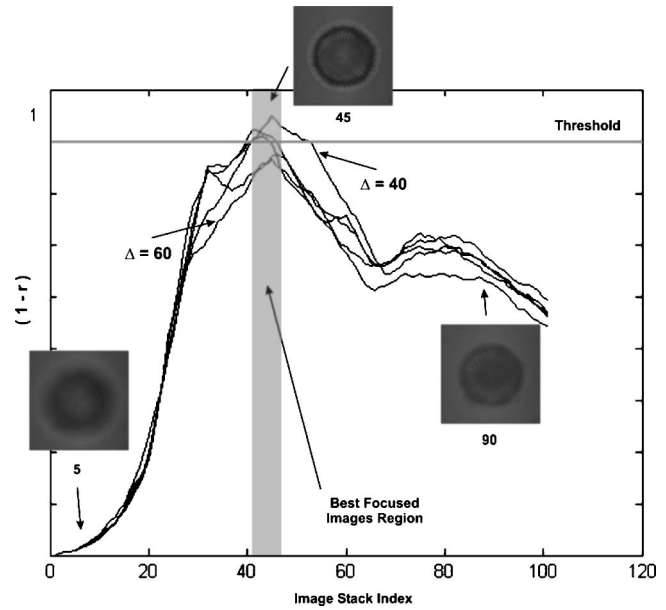 45
1
Threshold
Δ = 40
Δ = 60
( 1 - r )
5
90
Best Focused
Images Region
0 20 40 60 80 100 120
Image Stack Index